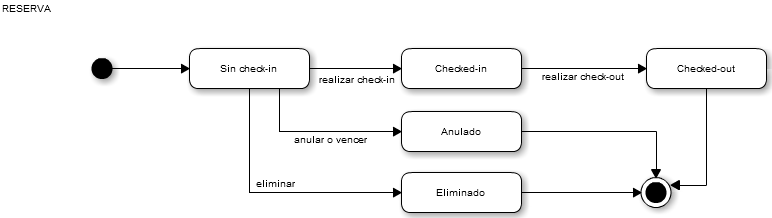 RESERVA
Sin check-in
realizar check-in
Checked-in
realizar check-out
Checked-out
anular o vencer
Anulado
eliminar
Eliminado